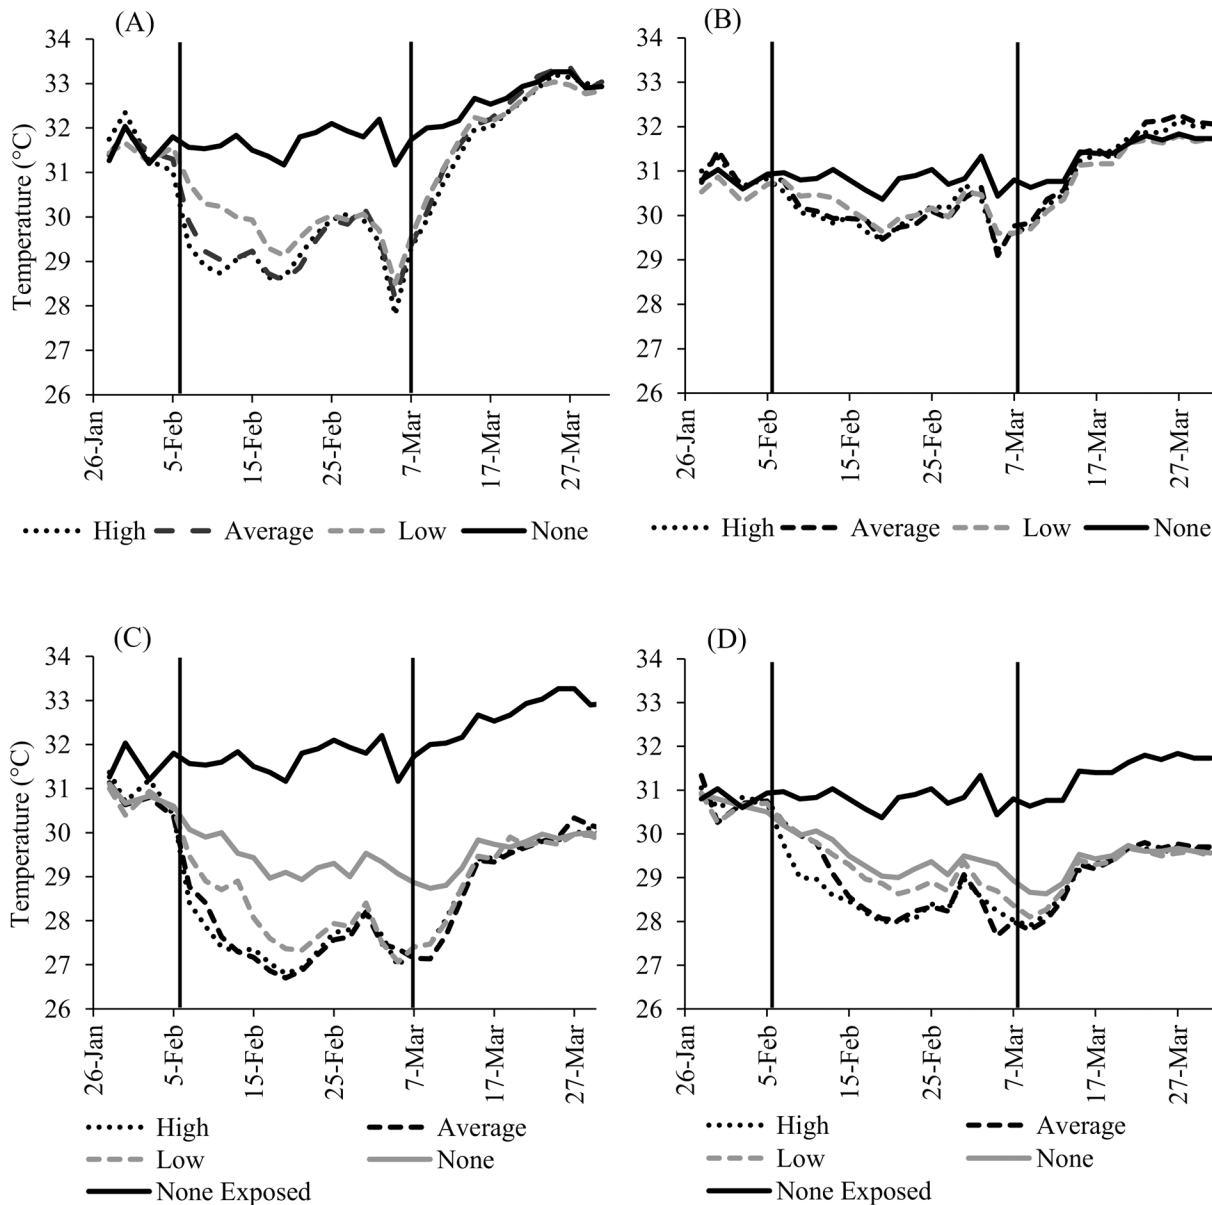 (A)
Temperature (°C)
34
33
32
31
30
29
28
27
26
26-Jan
5-Feb
15-Feb
25-Feb
7-Mar
17-Mar
27-Mar
High
Average
Low
None
(B)
Temperature (°C)
34
33
32
31
30
29
28
27
26
26-Jan
5-Feb
15-Feb
25-Feb
7-Mar
17-Mar
27-Mar
High
Average
Low
None
(C)
Temperature (°C)
34
33
32
31
30
29
28
27
26
26-Jan
5-Feb
15-Feb
25-Feb
7-Mar
17-Mar
27-Mar
High
Average
Low
None
None Exposed
(D)
34
33
32
31
30
29
28
27
26
26-Jan
5-Feb
15-Feb
25-Feb
7-Mar
17-Mar
27-Mar
High
Average
Low
None
None Exposed